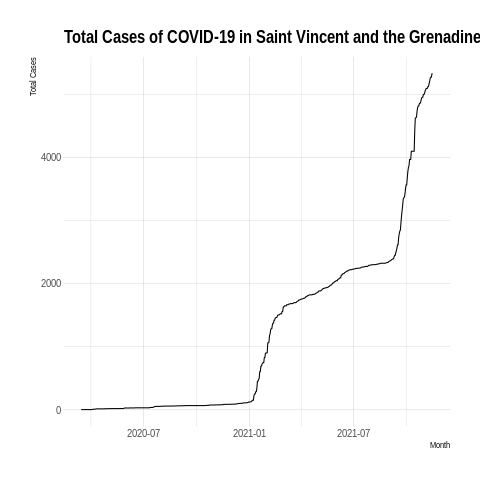 Total Cases of COVID-19 in Saint Vincent and the Grenadine
Total Cases
4000
2000
0
2020-07
2021-01
2021-07
Month